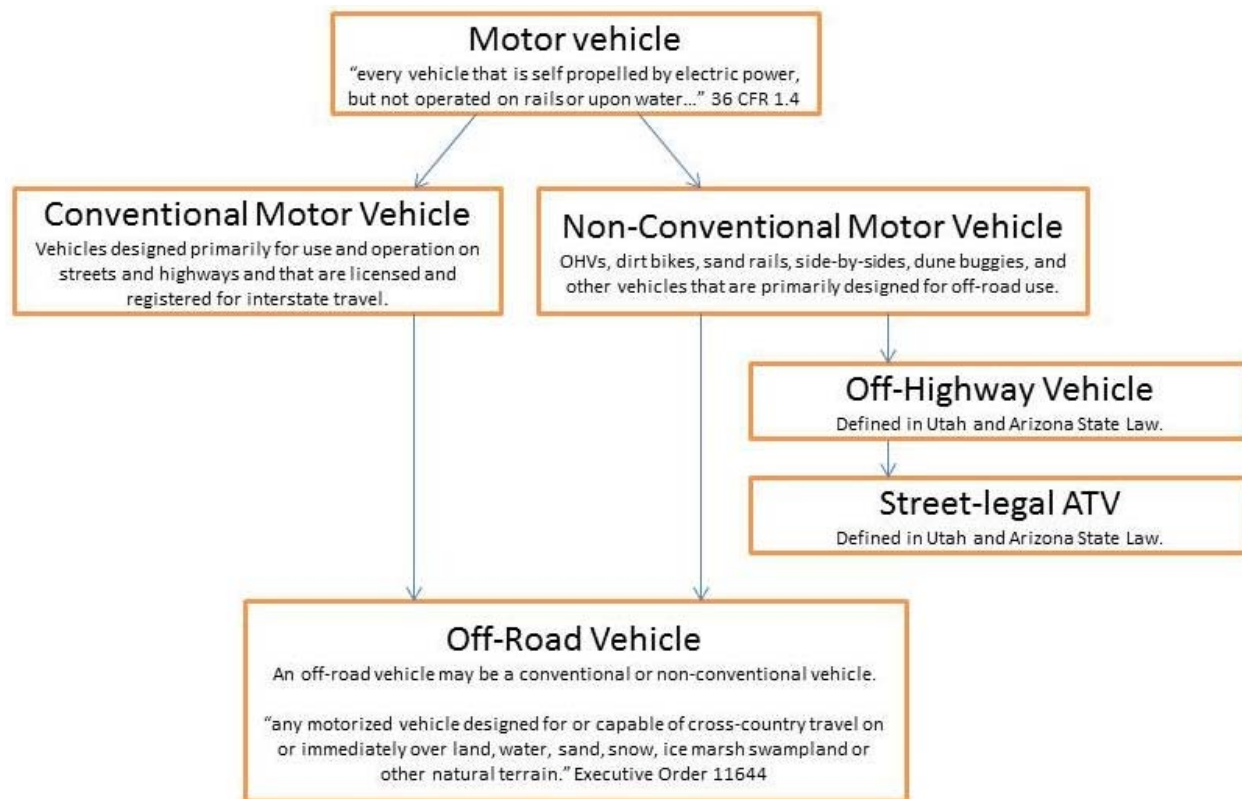 Motor vehicle
“every vehicle that is self propelled by electric power,
but not operated on rails or upon water…” 36 CFR 1.4
Conventional Motor Vehicle
Vehicles designed primarily for use and operation on
streets and highways and that are licensed and
registered for interstate travel.
Non-Conventional Motor Vehicle
OHVs, dirt bikes, sand rails, side-by-sides, dune buggies, and
other vehicles that are primarily designed for off-road use.
Off-Highway Vehicle
Defined in Utah and Arizona State Law.
Street-legal ATV
Defined in Utah and Arizona State Law.
Off-Road Vehicle
An off-road vehicle may be a conventional or non-conventional vehicle.
“any motorized vehicle designed for or capable of cross-country travel on
or immediately over land, water, sand, snow, ice marsh swampland or
other natural terrain.” Executive Order 11644